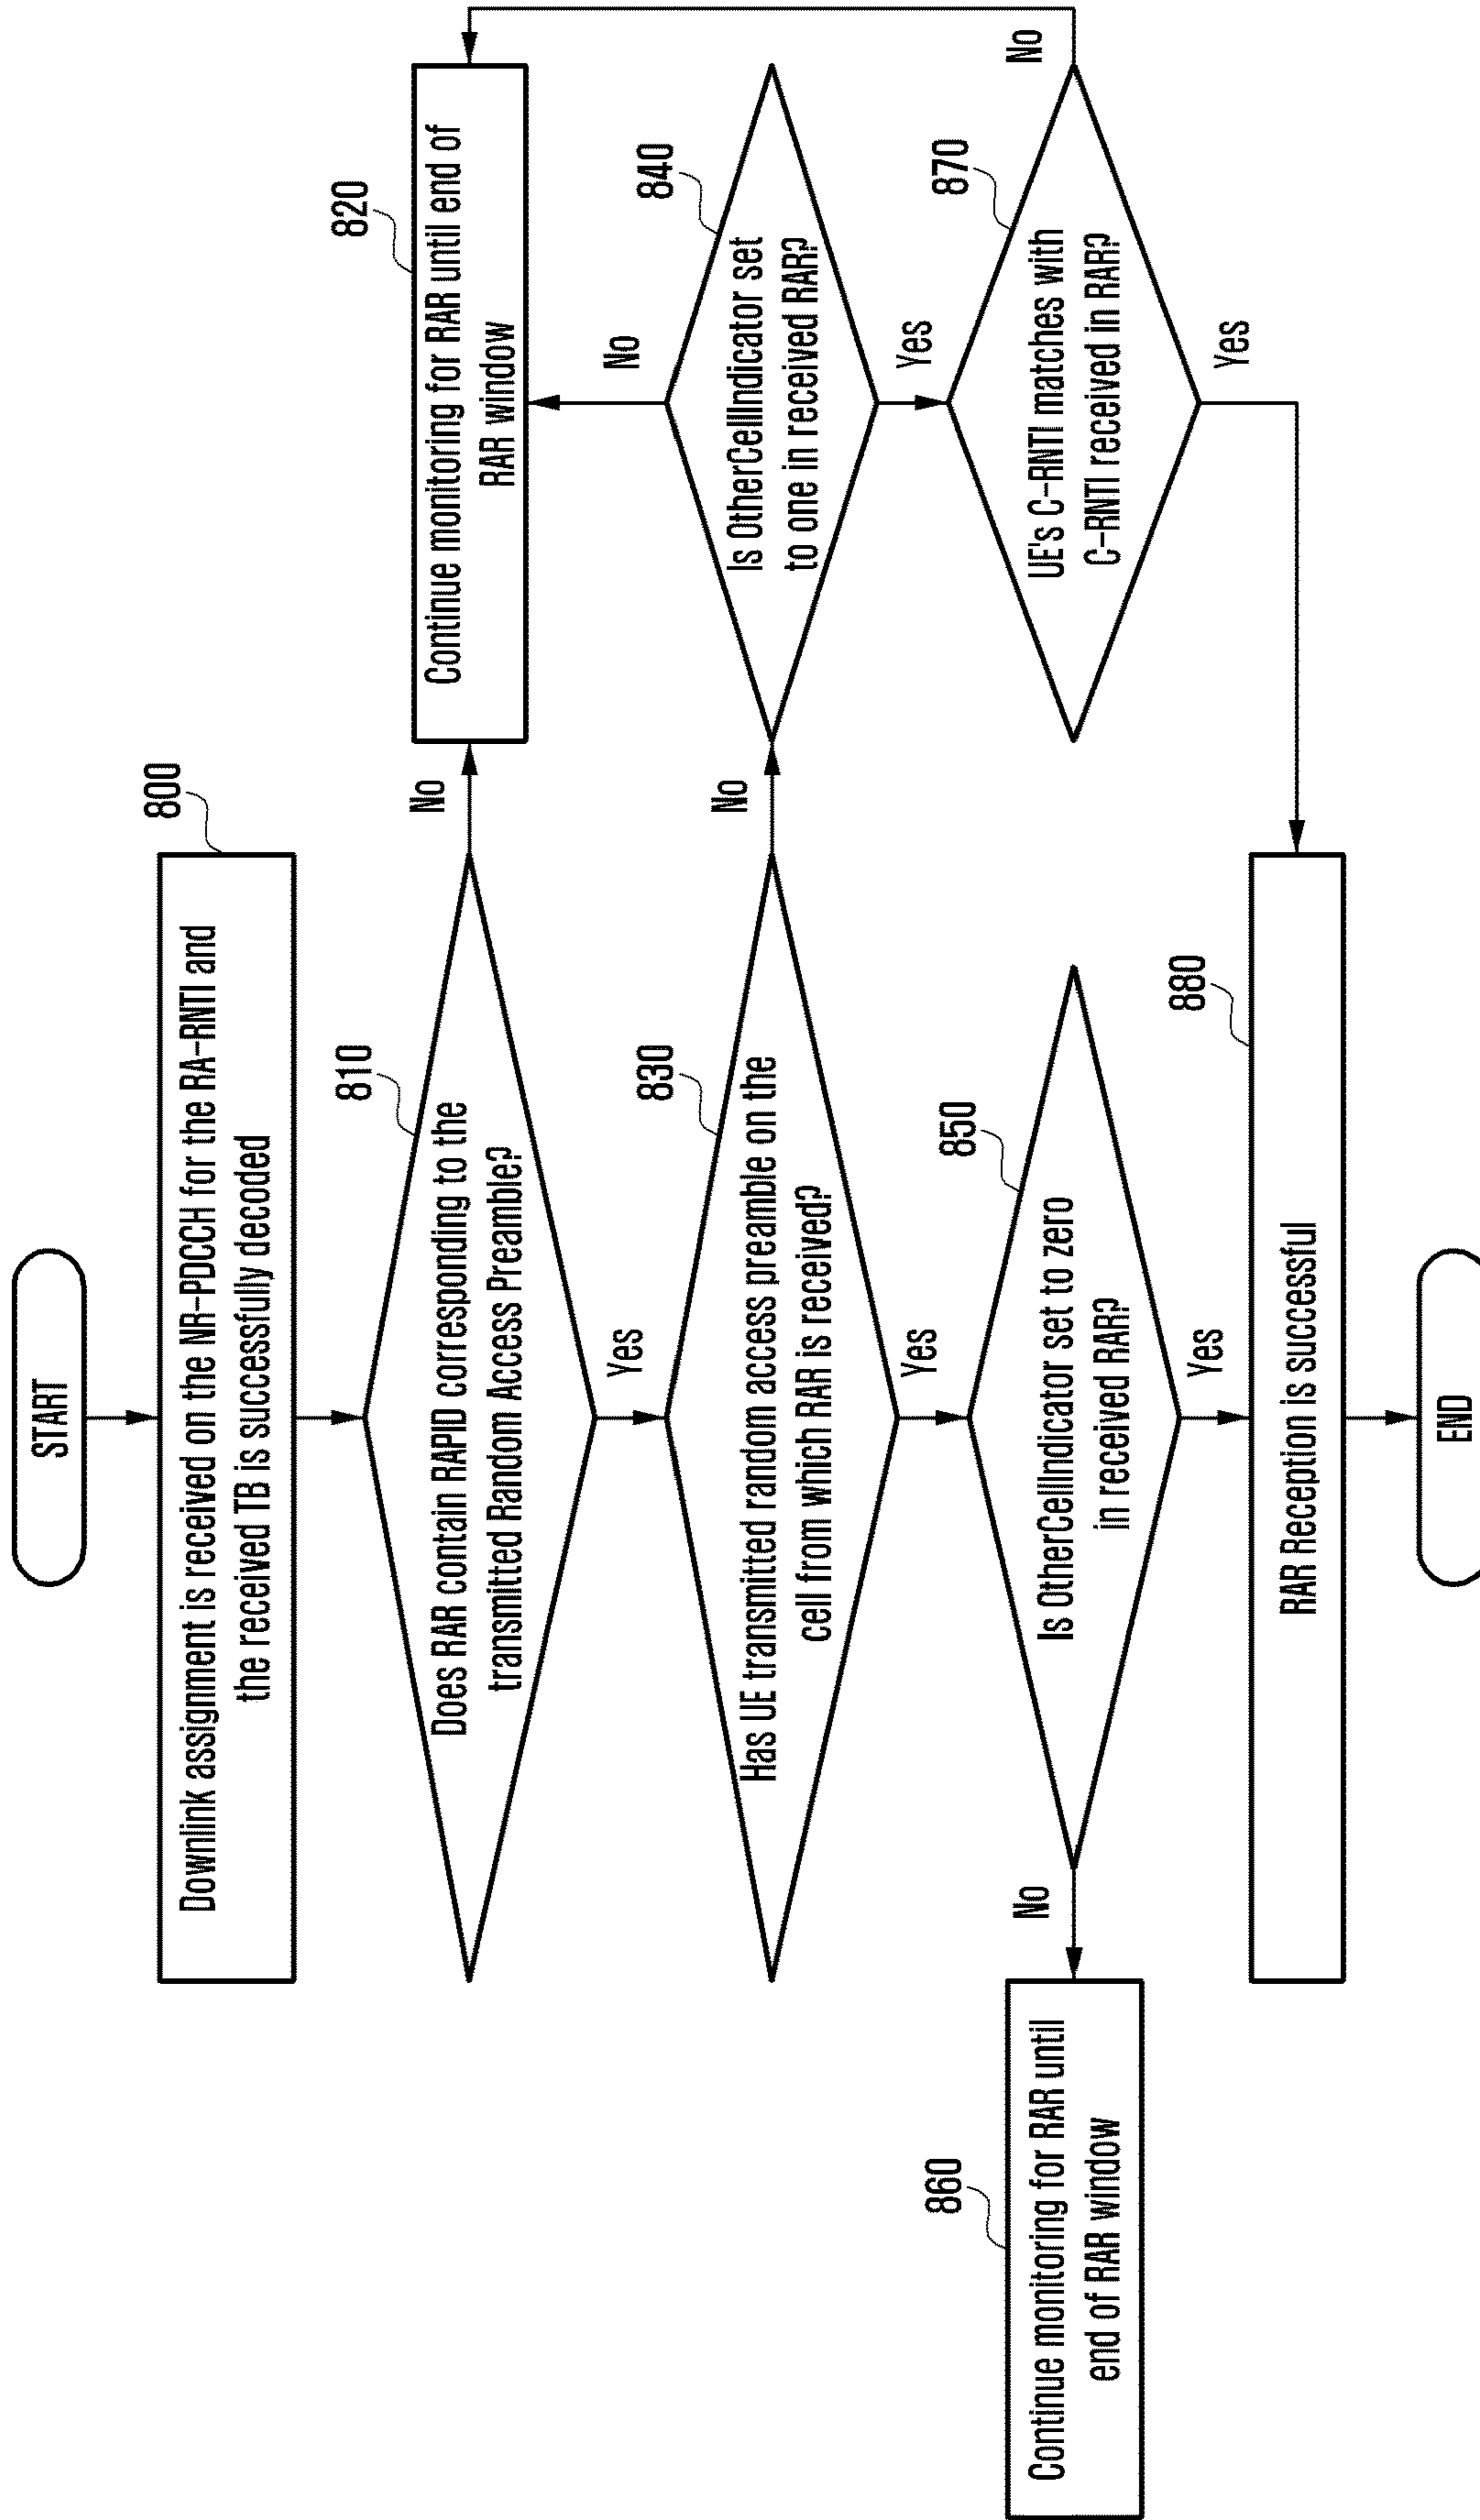 START
800
Downlink assignment is received on the NR-PDCCH for the RA-RNTI and
the received TB is successfully decoded
810
Does RAR contain RAPID corresponding to the
transmitted Random Access Preamble?
No
Yes
820
Continue monitoring for RAR until end of
RAR window
830
Has UE transmitted random access preamble on the
cell from which RAR is received?
No
Yes
840
Is OtherCellIndicator set
to one in received RAR?
No
Yes
850
Is OtherCellIndicator set to zero
in received RAR?
No
Yes
860
Continue monitoring for RAR until
end of RAR window
870
UE's C-RNTI matches with
C-RNTI received in RAR?
No
Yes
880
RAR Reception is successful
END